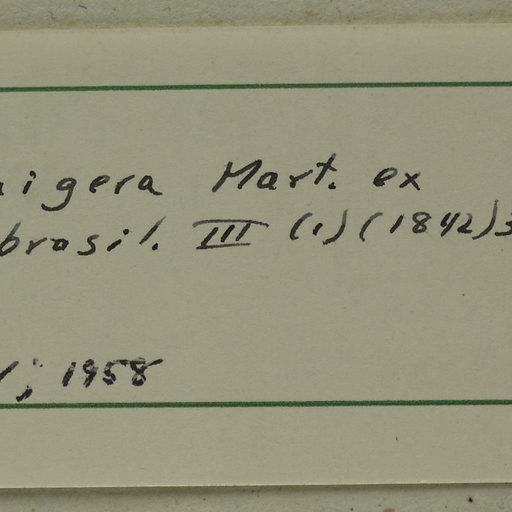 nigera Mart. ex
brasil. III (1) (1842) 3
; 1958